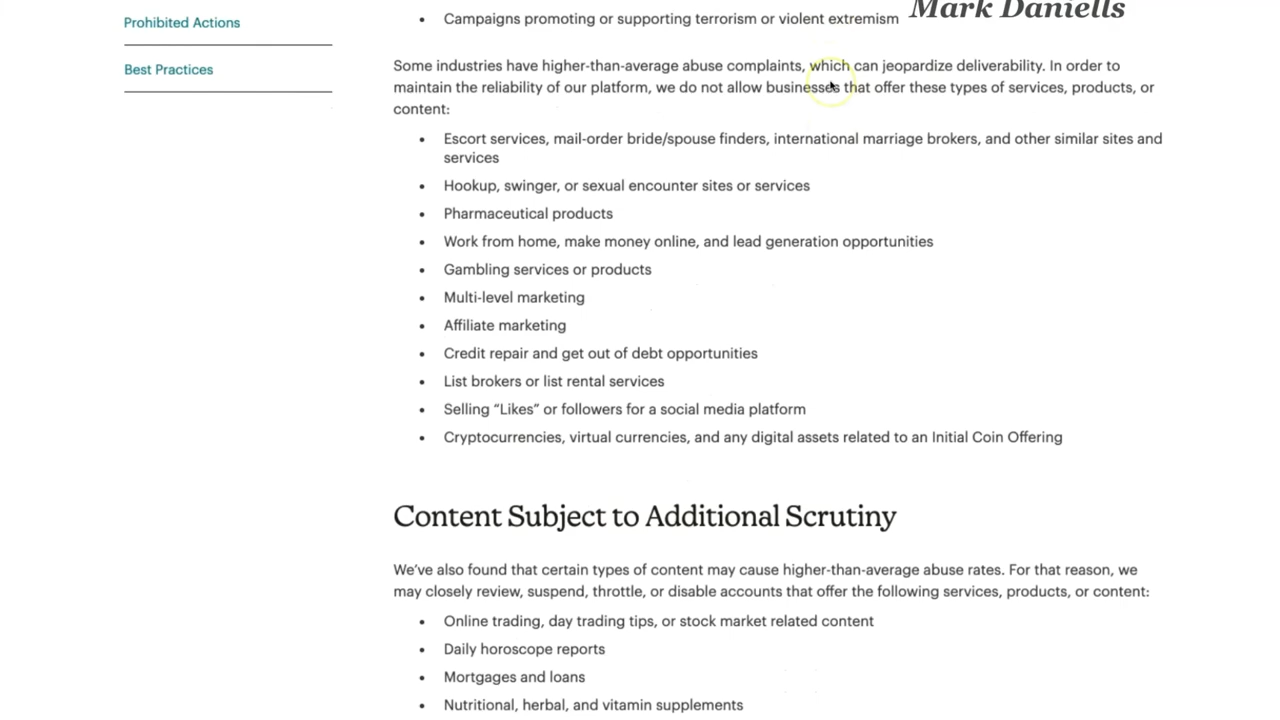 Prohibited Actions
Best Practices
Mark Daniells
• Campaigns promoting or supporting terrorism or violent extremism
Some industries have higher-than-average abuse complaints, which can jeopardize deliverability. In order to
maintain the reliability of our platform, we do not allow businesses that offer these types of services, products, or
content:
• Escort services, mail-order bride/spouse finders, international marriage brokers, and other similar sites and
services
• Hookup, swinger, or sexual encounter sites or services
• Pharmaceutical products
• Work from home, make money online, and lead generation opportunities
• Gambling services or products
• Multi-level marketing
• Affiliate marketing
• Credit repair and get out of debt opportunities
• List brokers or list rental services
• Selling “Likes” or followers for a social media platform
• Cryptocurrencies, virtual currencies, and any digital assets related to an Initial Coin Offering
Content Subject to Additional Scrutiny
We’ve also found that certain types of content may cause higher-than-average abuse rates. For that reason, we
may closely review, suspend, throttle, or disable accounts that offer the following services, products, or content:
• Online trading, day trading tips, or stock market related content
• Daily horoscope reports
• Mortgages and loans
• Nutritional, herbal, and vitamin supplements